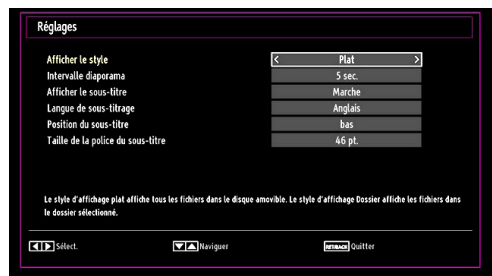 Réglages
Afficher le style < Plat >
Intervalle diaporama 5 sec.
Afficher le sous-titre Marche
Langue de sous-titrage Anglais
Position du sous-titre bas
Taille de la police du sous-titre 46 pt.
Le style d'affichage plat affiche tous les fichiers dans le disque amovible. Le style d'affichage Dossier affiche les fichiers dans
le dossier sélectionné.
Sélect. Naviguer RET/BACK Quitter